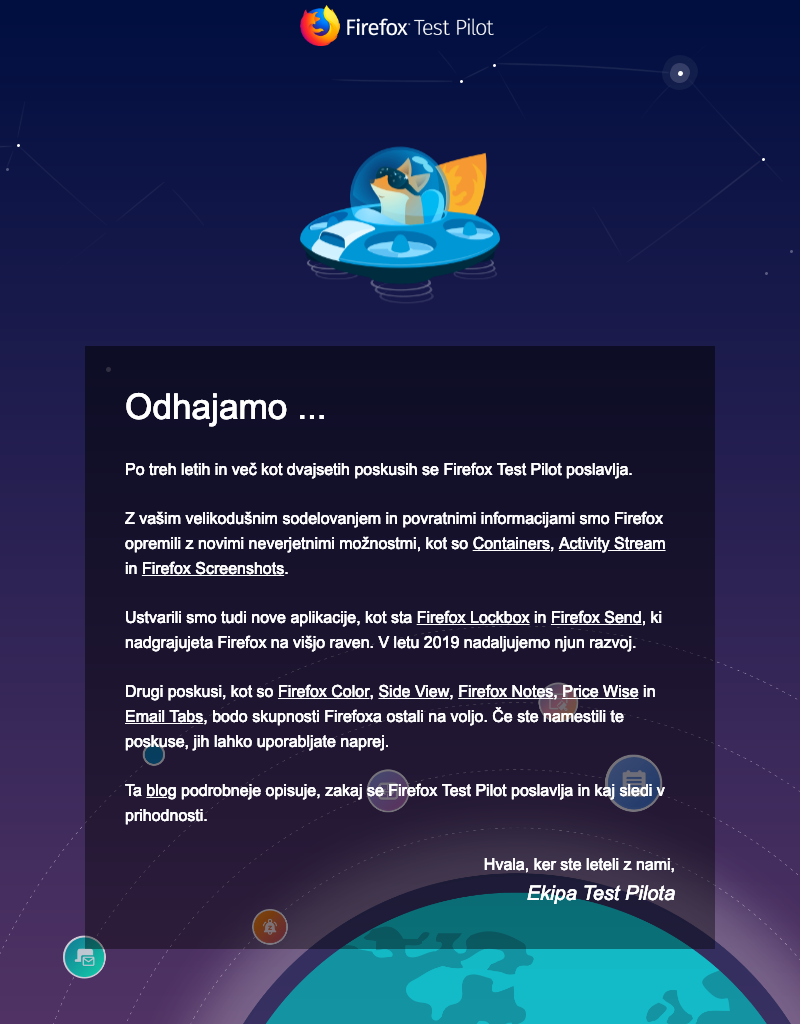 Firefox Test Pilot
Odhajamo ...
Po treh letih in več kot dvajsetih poskusih se Firefox Test Pilot poslavlja.
Z vašim velikodušnim sodelovanjem in povratnimi informacijami smo Firefox
opremili z novimi neverjetnimi možnostmi, kot so Containers, Activity Stream
in Firefox Screenshots.
Ustvarili smo tudi nove aplikacije, kot sta Firefox Lockbox in Firefox Send, ki
nadgrajujeta Firefox na višjo raven. V letu 2019 nadaljujemo njun razvoj.
Drugi poskusi, kot so Firefox Color, Side View, Firefox Notes, Price Wise in
Email Tabs, bodo skupnosti Firefoxa ostali na voljo. Če ste namestili te
poskuse, jih lahko uporabljate naprej.
Ta blog podrobneje opisuje, zakaj se Firefox Test Pilot poslavlja in kaj sledi v
prihodnosti.
Hvala, ker ste leteli z nami,
Ekipa Test Pilota